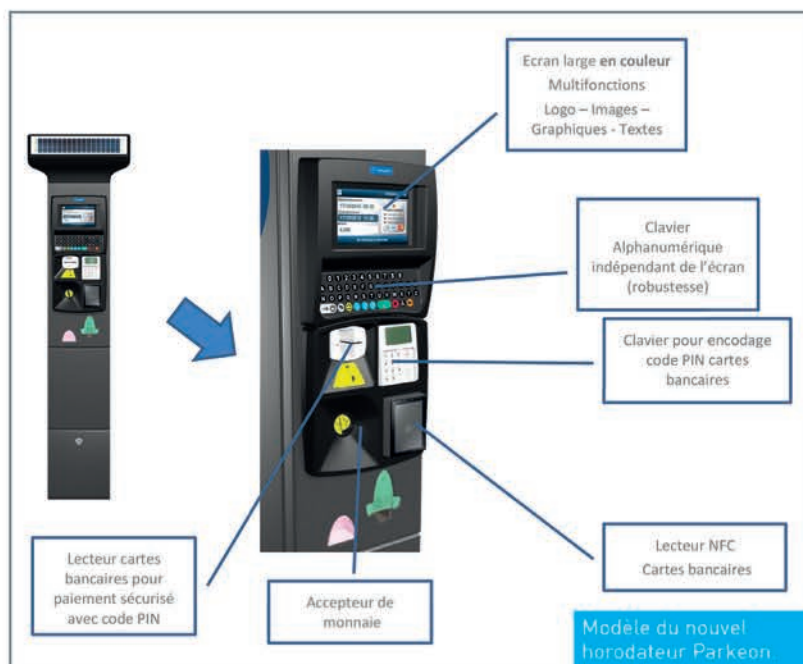 Ecran large en couleur
Multifonctions
Logo – Images –
Graphiques - Textes
Clavier
Alphanumérique
indépendant de l'écran
(robustesse)
Clavier pour encodage
code PIN cartes
bancaires
Lecteur cartes
bancaires pour
paiement sécurisé
avec code PIN
Accepteur de
monnaie
Lecteur NFC
Cartes bancaires
Modèle du nouvel
horodateur Parkeon